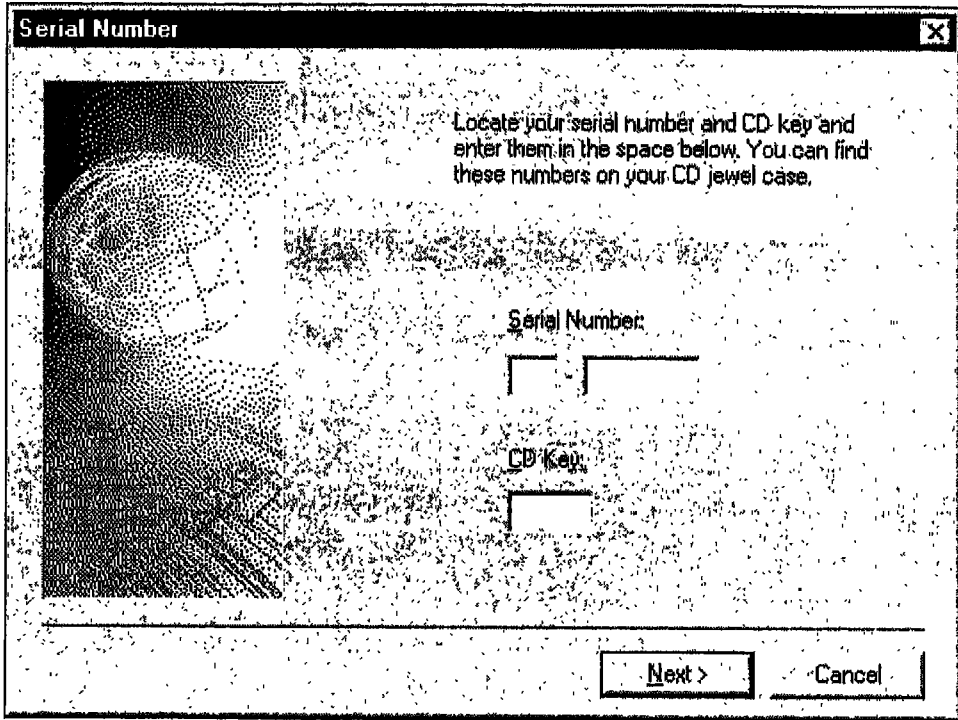 Serial Number
Locate your serial number and CD key and
enter them in the space below. You can find
these numbers on your CD jewel case.
Serial Number:
-
CD Key:
Next >
Cancel